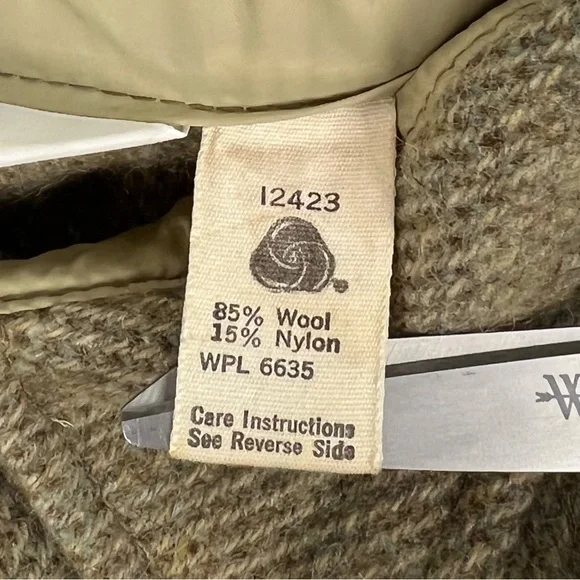 12423
85% Wool
15% Nylon
WPL 6635
Care Instructions
See Reverse Side
W